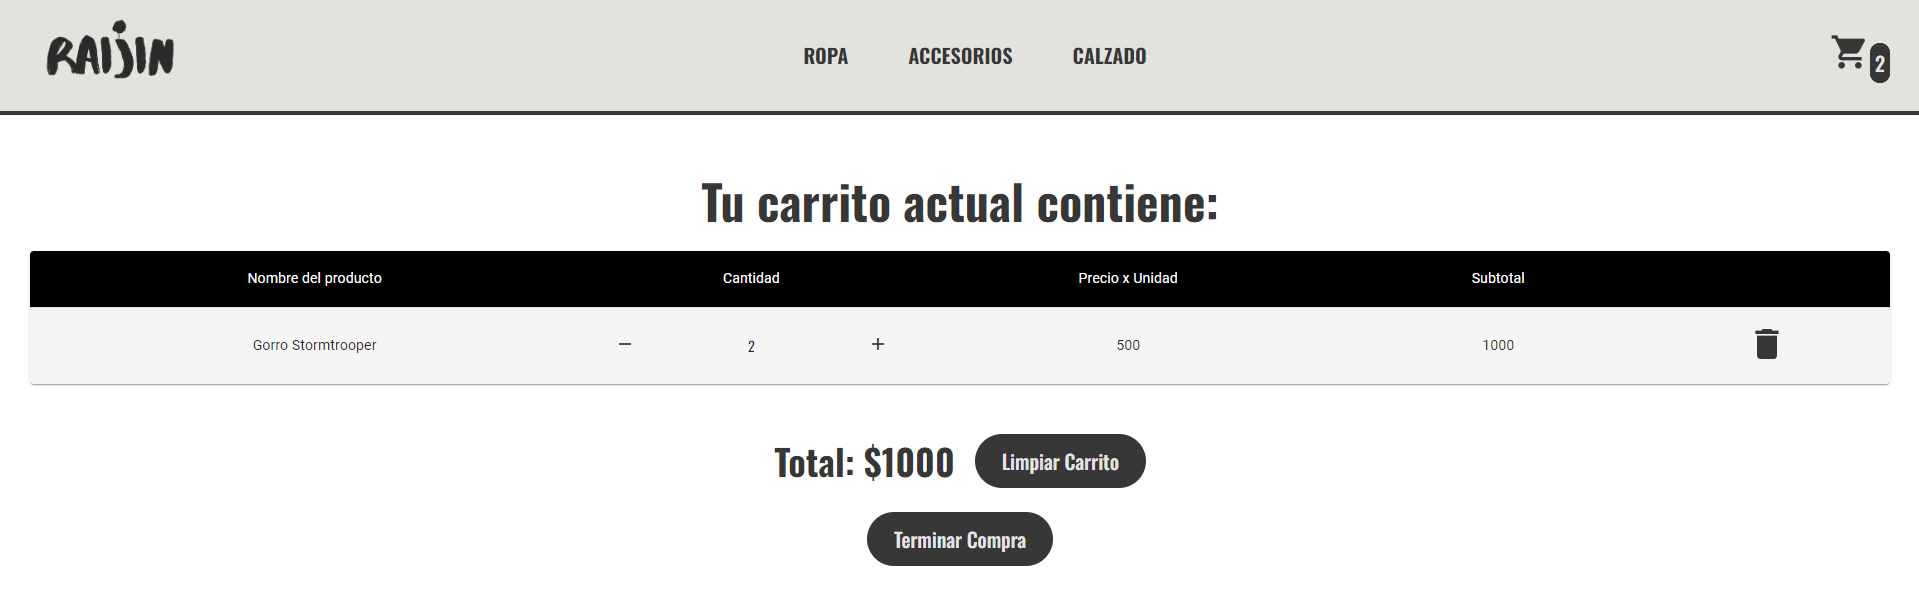 RAIJIN
ROPA ACCESORIOS CALZADO
2
Tu carrito actual contiene:
Nombre del producto Cantidad Precio x Unidad Subtotal
Gorro Stormtrooper − 2 + 500 1000
Total: $1000 Limpiar Carrito
Terminar Compra